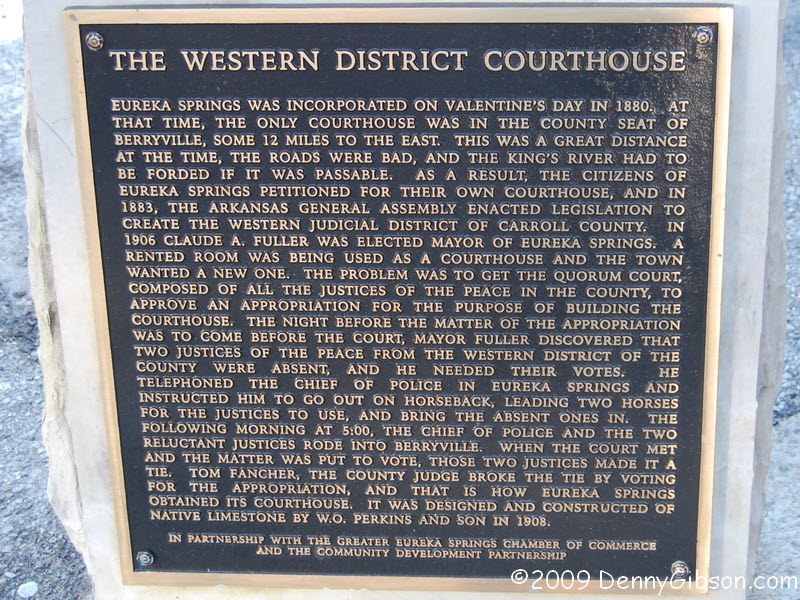 THE WESTERN DISTRICT COURTHOUSE
EUREKA SPRINGS WAS INCORPORATED ON VALENTINE'S DAY IN 1880. AT
THAT TIME, THE ONLY COURTHOUSE WAS IN THE COUNTY SEAT OF
BERRYVILLE, SOME 12 MILES TO THE EAST. THIS WAS A GREAT DISTANCE
AT THE TIME, THE ROADS WERE BAD, AND THE KING'S RIVER HAD TO
BE FORDED IF IT WAS PASSABLE. AS A RESULT, THE CITIZENS OF
EUREKA SPRINGS PETITIONED FOR THEIR OWN COURTHOUSE, AND IN
1883, THE ARKANSAS GENERAL ASSEMBLY ENACTED LEGISLATION TO
CREATE THE WESTERN JUDICIAL DISTRICT OF CARROLL COUNTY. IN
1906 CLAUDE A. FULLER WAS ELECTED MAYOR OF EUREKA SPRINGS. A
RENTED ROOM WAS BEING USED AS A COURTHOUSE AND THE TOWN
WANTED A NEW ONE. THE PROBLEM WAS TO GET THE QUORUM COURT,
COMPOSED OF ALL THE JUSTICES OF THE PEACE IN THE COUNTY, TO
APPROVE AN APPROPRIATION FOR THE PURPOSE OF BUILDING THE
COURTHOUSE. THE NIGHT BEFORE THE MATTER OF THE APPROPRIATION
WAS TO COME BEFORE THE COURT, MAYOR FULLER DISCOVERED THAT
TWO JUSTICES OF THE PEACE FROM THE WESTERN DISTRICT OF THE
COUNTY WERE ABSENT, AND HE NEEDED THEIR VOTES. HE
TELEPHONED THE CHIEF OF POLICE IN EUREKA SPRINGS AND
INSTRUCTED HIM TO GO OUT ON HORSEBACK, LEADING TWO HORSES
FOR THE JUSTICES TO USE, AND BRING THE ABSENT ONES IN. THE
FOLLOWING MORNING AT 5:00, THE CHIEF OF POLICE AND THE TWO
RELUCTANT JUSTICES RODE INTO BERRYVILLE. WHEN THE COURT MET
AND THE MATTER WAS PUT TO VOTE, THOSE TWO JUSTICES MADE IT A
TIE. TOM FANCHER, THE COUNTY JUDGE BROKE THE TIE BY VOTING
FOR THE APPROPRIATION, AND THAT IS HOW EUREKA SPRINGS
OBTAINED ITS COURTHOUSE. IT WAS DESIGNED AND CONSTRUCTED OF
NATIVE LIMESTONE BY W.O. PERKINS AND SON IN 1908.
IN PARTNERSHIP WITH THE GREATER EUREKA SPRINGS CHAMBER OF COMMERCE
AND THE COMMUNITY DEVELOPMENT PARTNERSHIP
©2009 DennyGibson.com